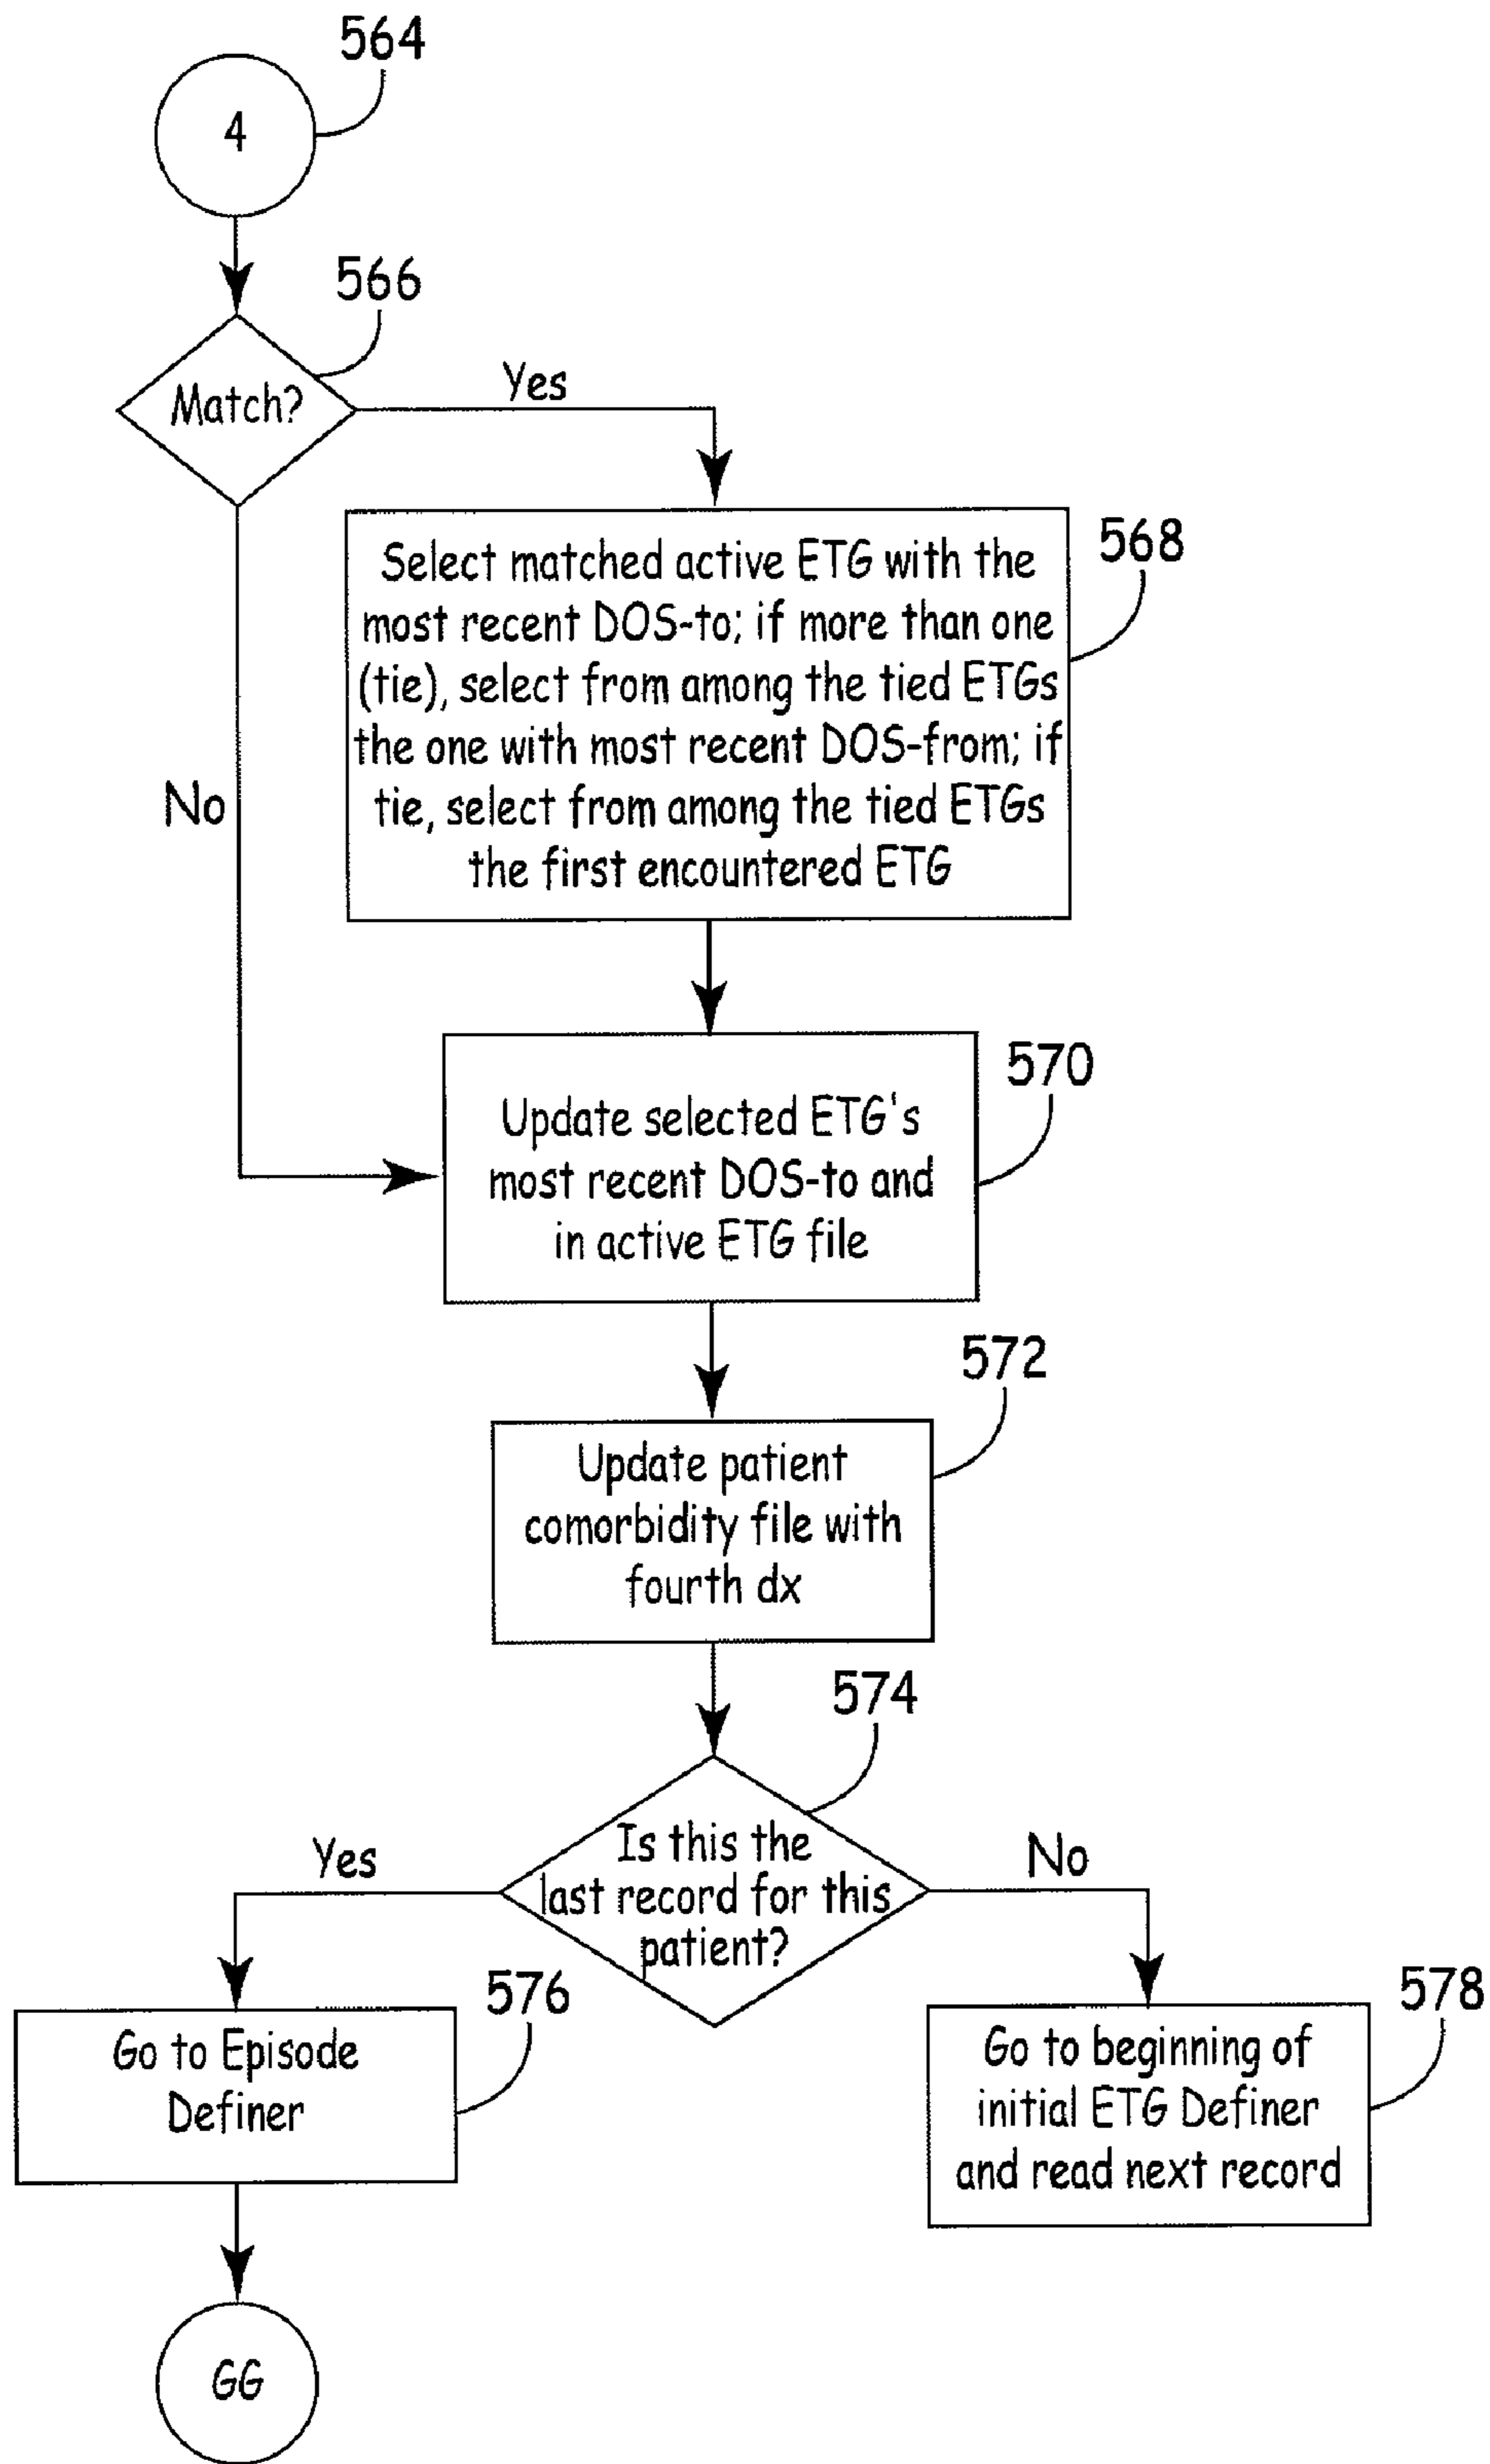 564
4
566
Match?
Yes
568
Select matched active ETG with the
most recent DOS-to; if more than one
(tie), select from among the tied ETGs
the one with most recent DOS-from; if
tie, select from among the tied ETGs
the first encountered ETG
No
570
Update selected ETG's
most recent DOS-to and
in active ETG file
572
Update patient
comorbidity file with
fourth dx
574
Is this the
last record for this
patient?
Yes
No
576
Go to Episode
Definer
578
Go to beginning of
initial ETG Definer
and read next record
GG